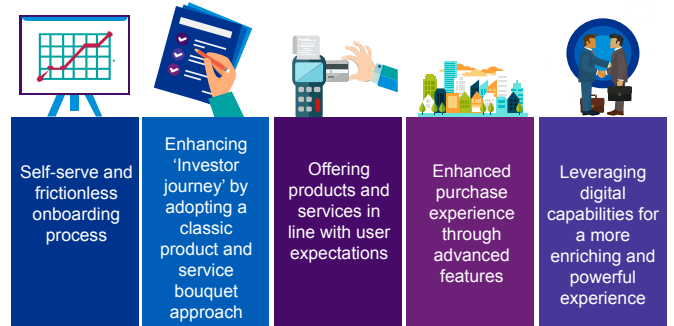 Self-serve and
frictionless
onboarding
process
Enhancing
‘Investor
journey’ by
adopting a
classic
product and
service
bouquet
approach
Offering
products and
services in
line with user
expectations
Enhanced
purchase
experience
through
advanced
features
Leveraging
digital
capabilities for
a more
enriching and
powerful
experience